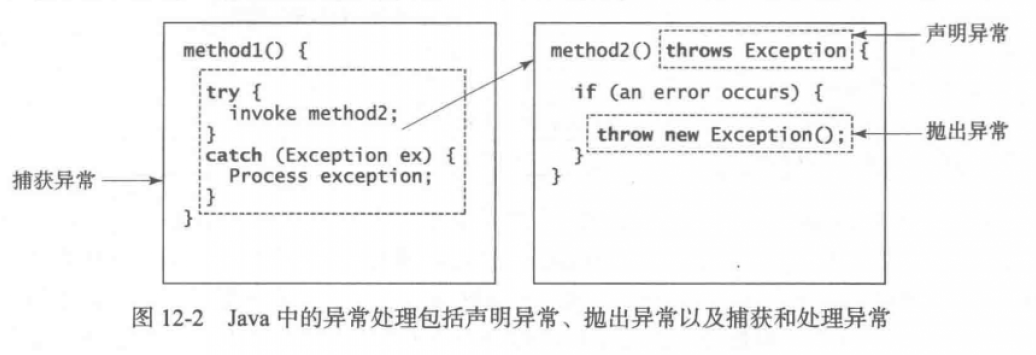 method1() {
try {
invoke method2;
}
catch (Exception ex) {
Process exception;
}
}
捕获异常
method2() throws Exception {
if (an error occurs) {
throw new Exception();
}
}
声明异常
抛出异常
图 12-2 Java 中的异常处理包括声明异常、抛出异常以及捕获和处理异常